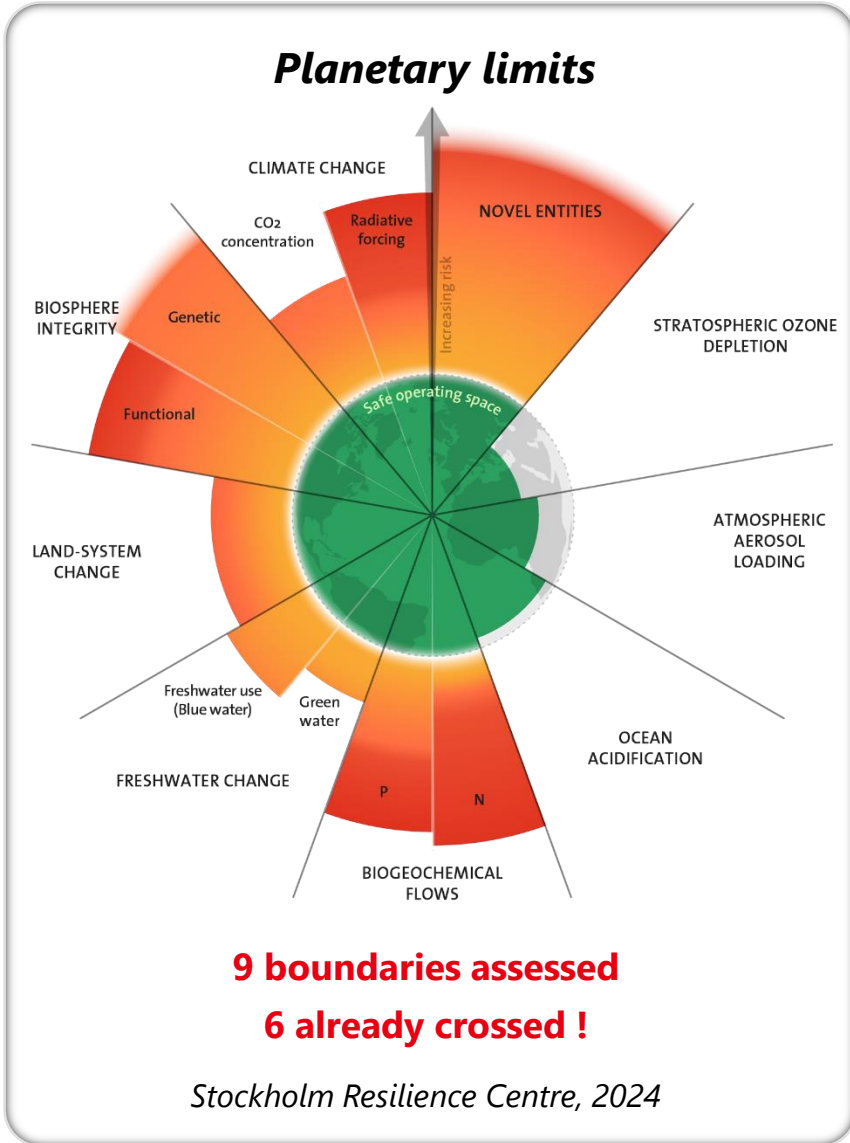 Planetary limits
CLIMATE CHANGE
CO2
concentration
Radiative
forcing
Increasing risk
NOVEL ENTITIES
STRATOSPHERIC OZONE
DEPLETION
BIOSPHERE
INTEGRITY
Genetic
Functional
Safe operating space
LAND-SYSTEM
CHANGE
ATMOSPHERIC
AEROSOL
LOADING
Freshwater use
(Blue water)
Green
water
FRESHWATER CHANGE
P
N
OCEAN
ACIDIFICATION
BIOGEOCHEMICAL
FLOWS
9 boundaries assessed
6 already crossed !
Stockholm Resilience Centre, 2024